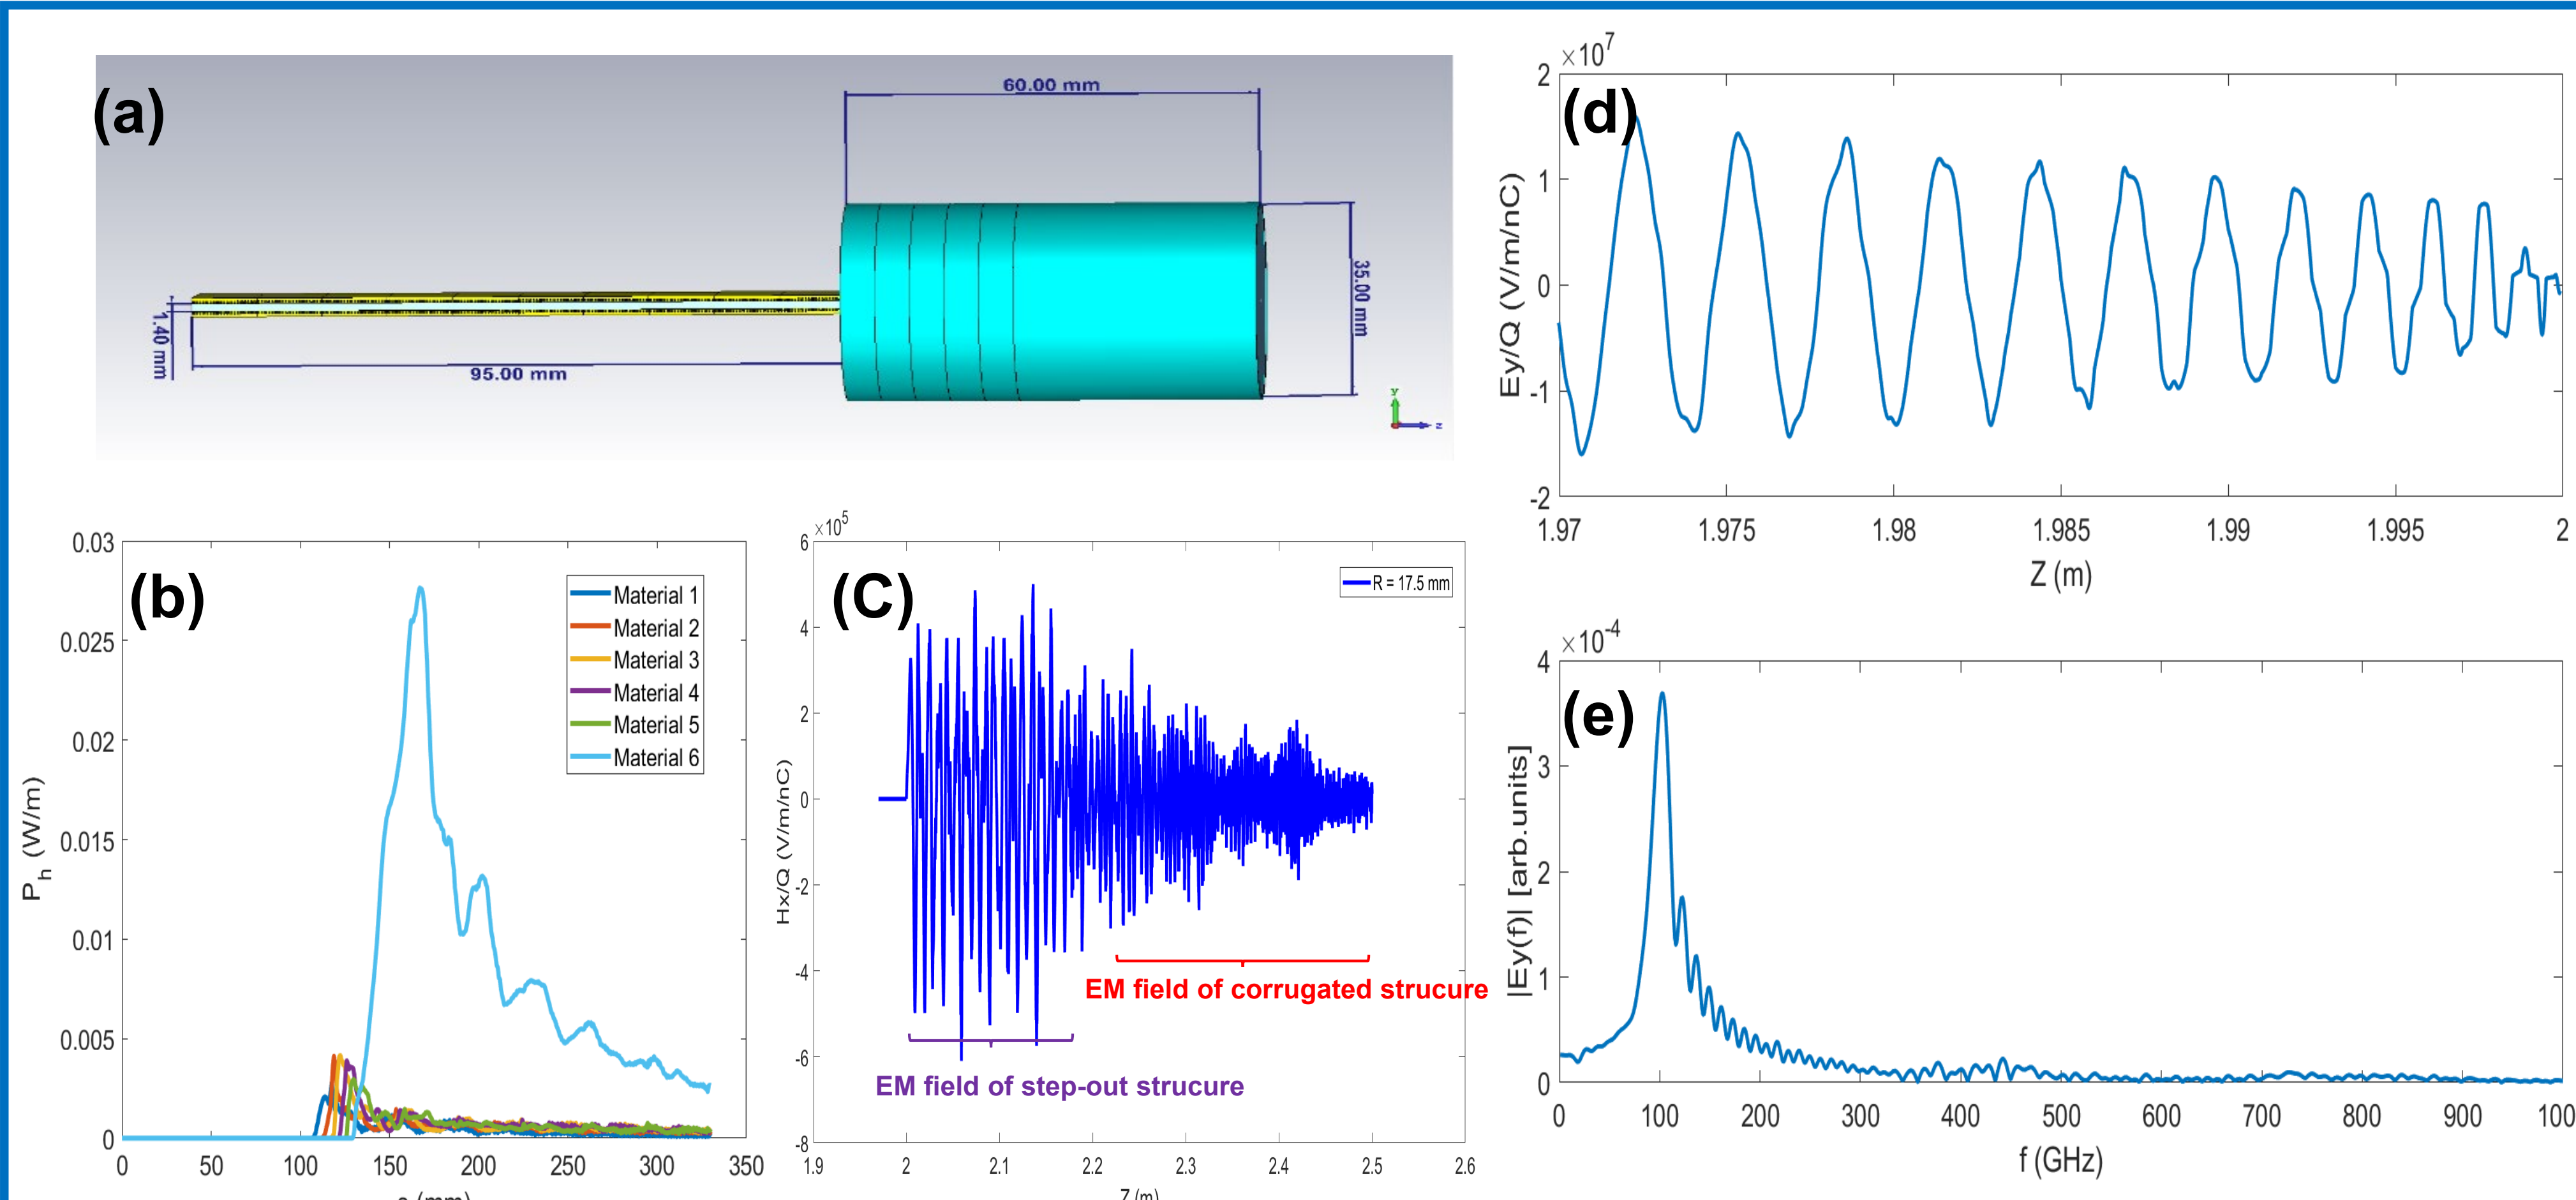 (a)
60.00 mm
35.00 mm
1.40 mm
95.00 mm
y
z
(b)
0.03
0.025
0.02
0.015
0.01
0.005
0
0 50 100 150 200 250 300 350
P_h (W/m)
Material 1
Material 2
Material 3
Material 4
Material 5
Material 6
(C)
×10^5
6
4
2
0
-2
-4
-6
-8
1.9 2 2.1 2.2 2.3 2.4 2.5 2.6
Hx/Q (V/m/nC)
R = 17.5 mm
EM field of corrugated strucure
EM field of step-out strucure
Z (m)
(d)
×10^7
2
1
0
-1
-2
1.97 1.975 1.98 1.985 1.99 1.995 2
Ey/Q (V/m/nC)
Z (m)
(e)
×10^-4
4
3
2
1
0
0 100 200 300 400 500 600 700 800 900 100
|Ey(f)| [arb.units]
f (GHz)